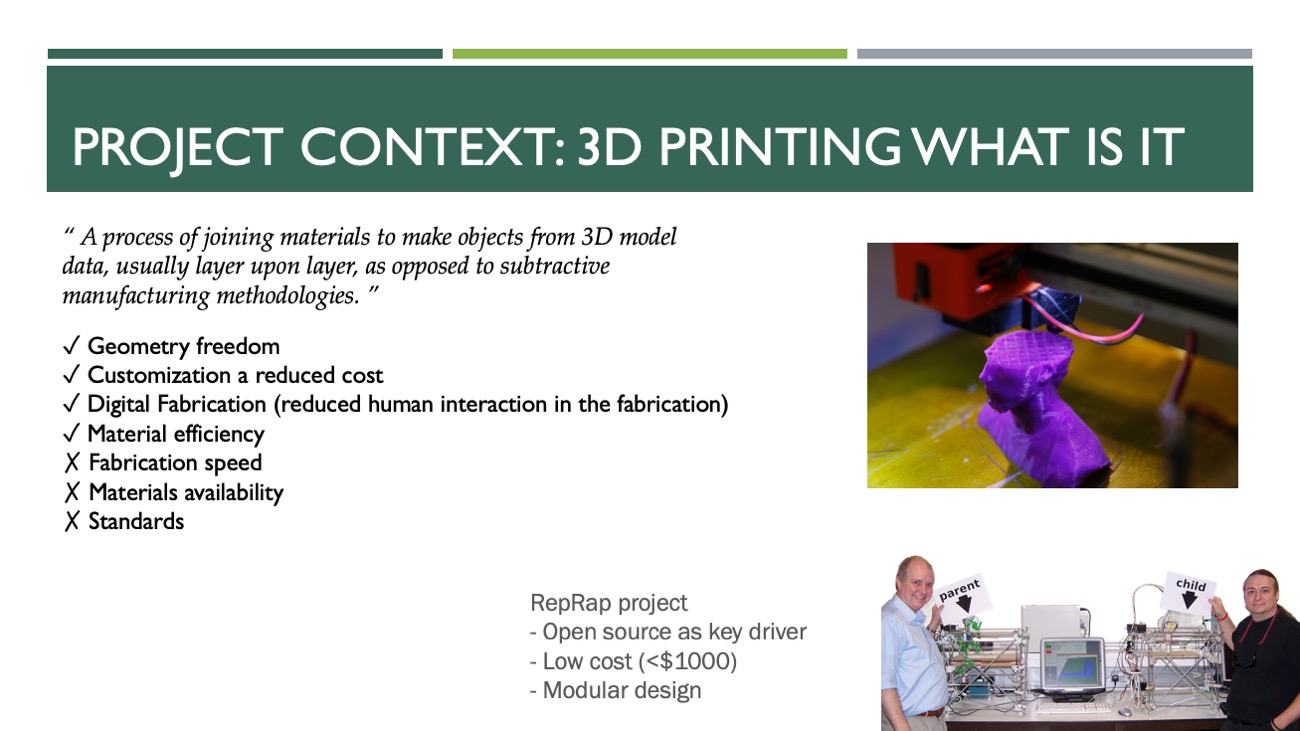 PROJECT CONTEXT: 3D PRINTING WHAT IS IT
“ A process of joining materials to make objects from 3D model
data, usually layer upon layer, as opposed to subtractive
manufacturing methodologies. ”
✓ Geometry freedom
✓ Customization a reduced cost
✓ Digital Fabrication (reduced human interaction in the fabrication)
✓ Material efficiency
✗ Fabrication speed
✗ Materials availability
✗ Standards
RepRap project
- Open source as key driver
- Low cost (<$1000)
- Modular design
parent
child